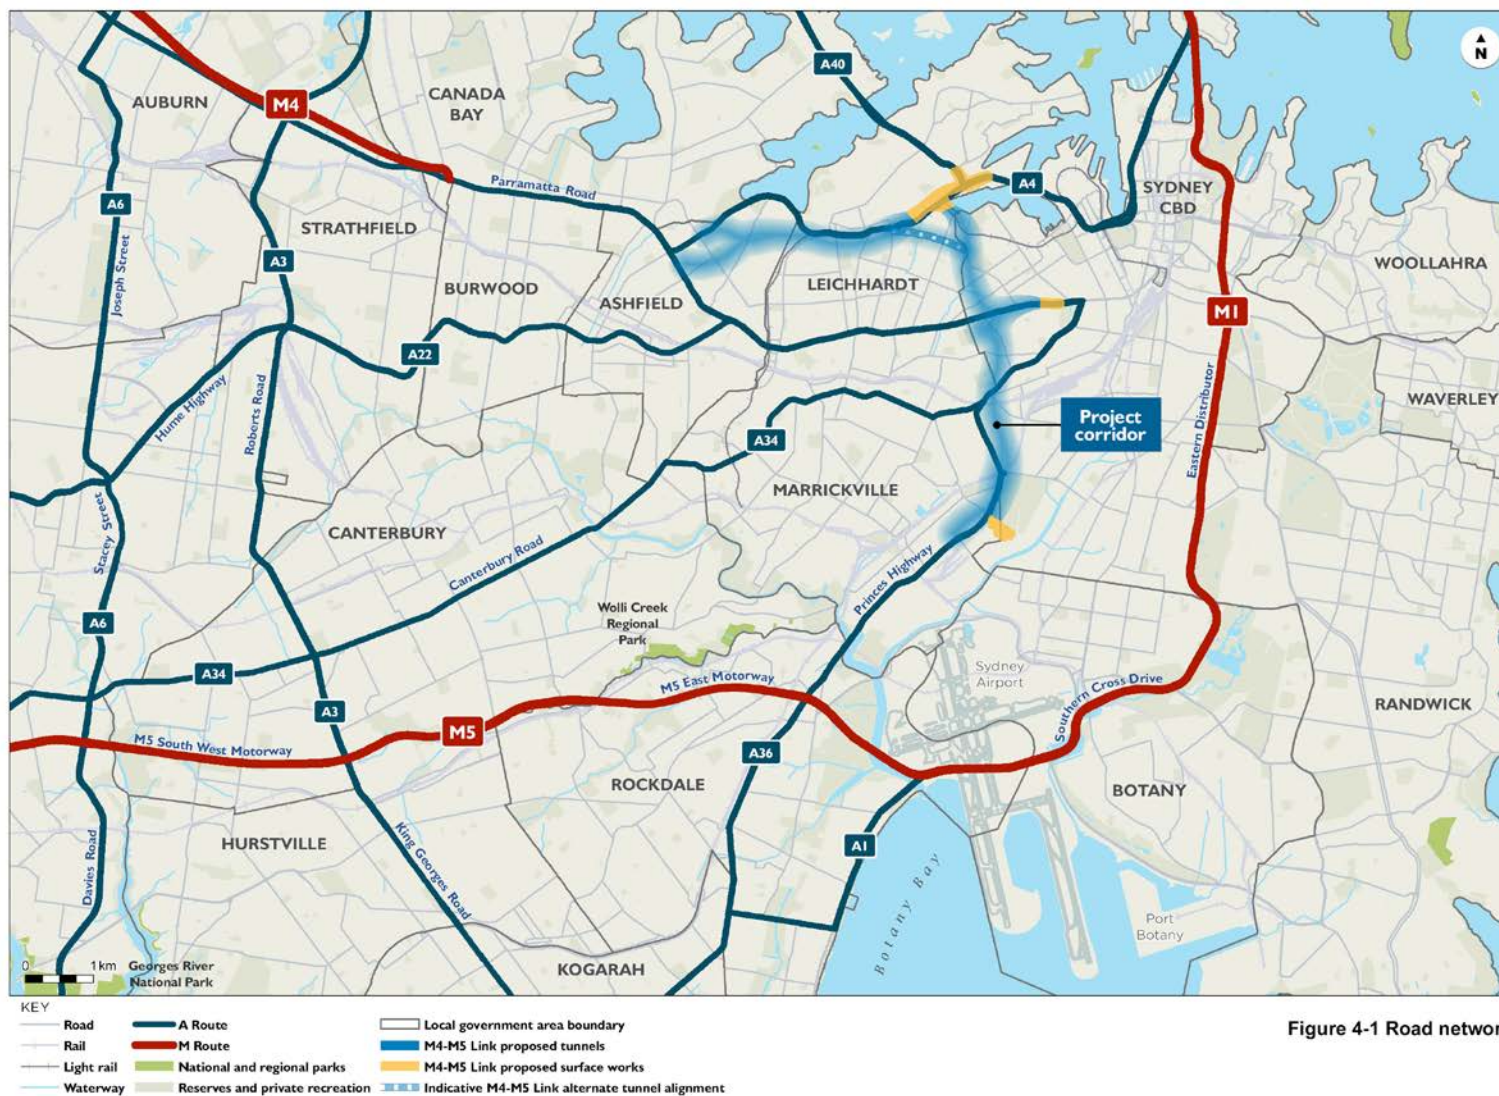 N
A40
AUBURN
CANADA
BAY
M4
Parramatta Road
A4
SYDNEY
CBD
A6
Joseph Street
STRATHFIELD
A3
BURWOOD
ASHFIELD
LEICHHARDT
WOOLLAHRA
M1
A22
Hume Highway
Roberts Road
Eastern Distributor
WAVERLEY
Project
corridor
A34
MARRICKVILLE
CANTERBURY
Stacey Street
Canterbury Road
Princes Highway
Wolli Creek
Regional
Park
A6
A34
Sydney
Airport
M5 East Motorway
Southern Cross Drive
RANDWICK
A3
M5
M5 South West Motorway
A36
ROCKDALE
BOTANY
HURSTVILLE
King Georges Road
A1
Davies Road
Botany Bay
Port
Botany
KOGARAH
0 1km
Georges River
National Park
KEY
Road
Rail
Light rail
Waterway
A Route
M Route
National and regional parks
Reserves and private recreation
Local government area boundary
M4-M5 Link proposed tunnels
M4-M5 Link proposed surface works
Indicative M4-M5 Link alternate tunnel alignment
Figure 4-1 Road networ